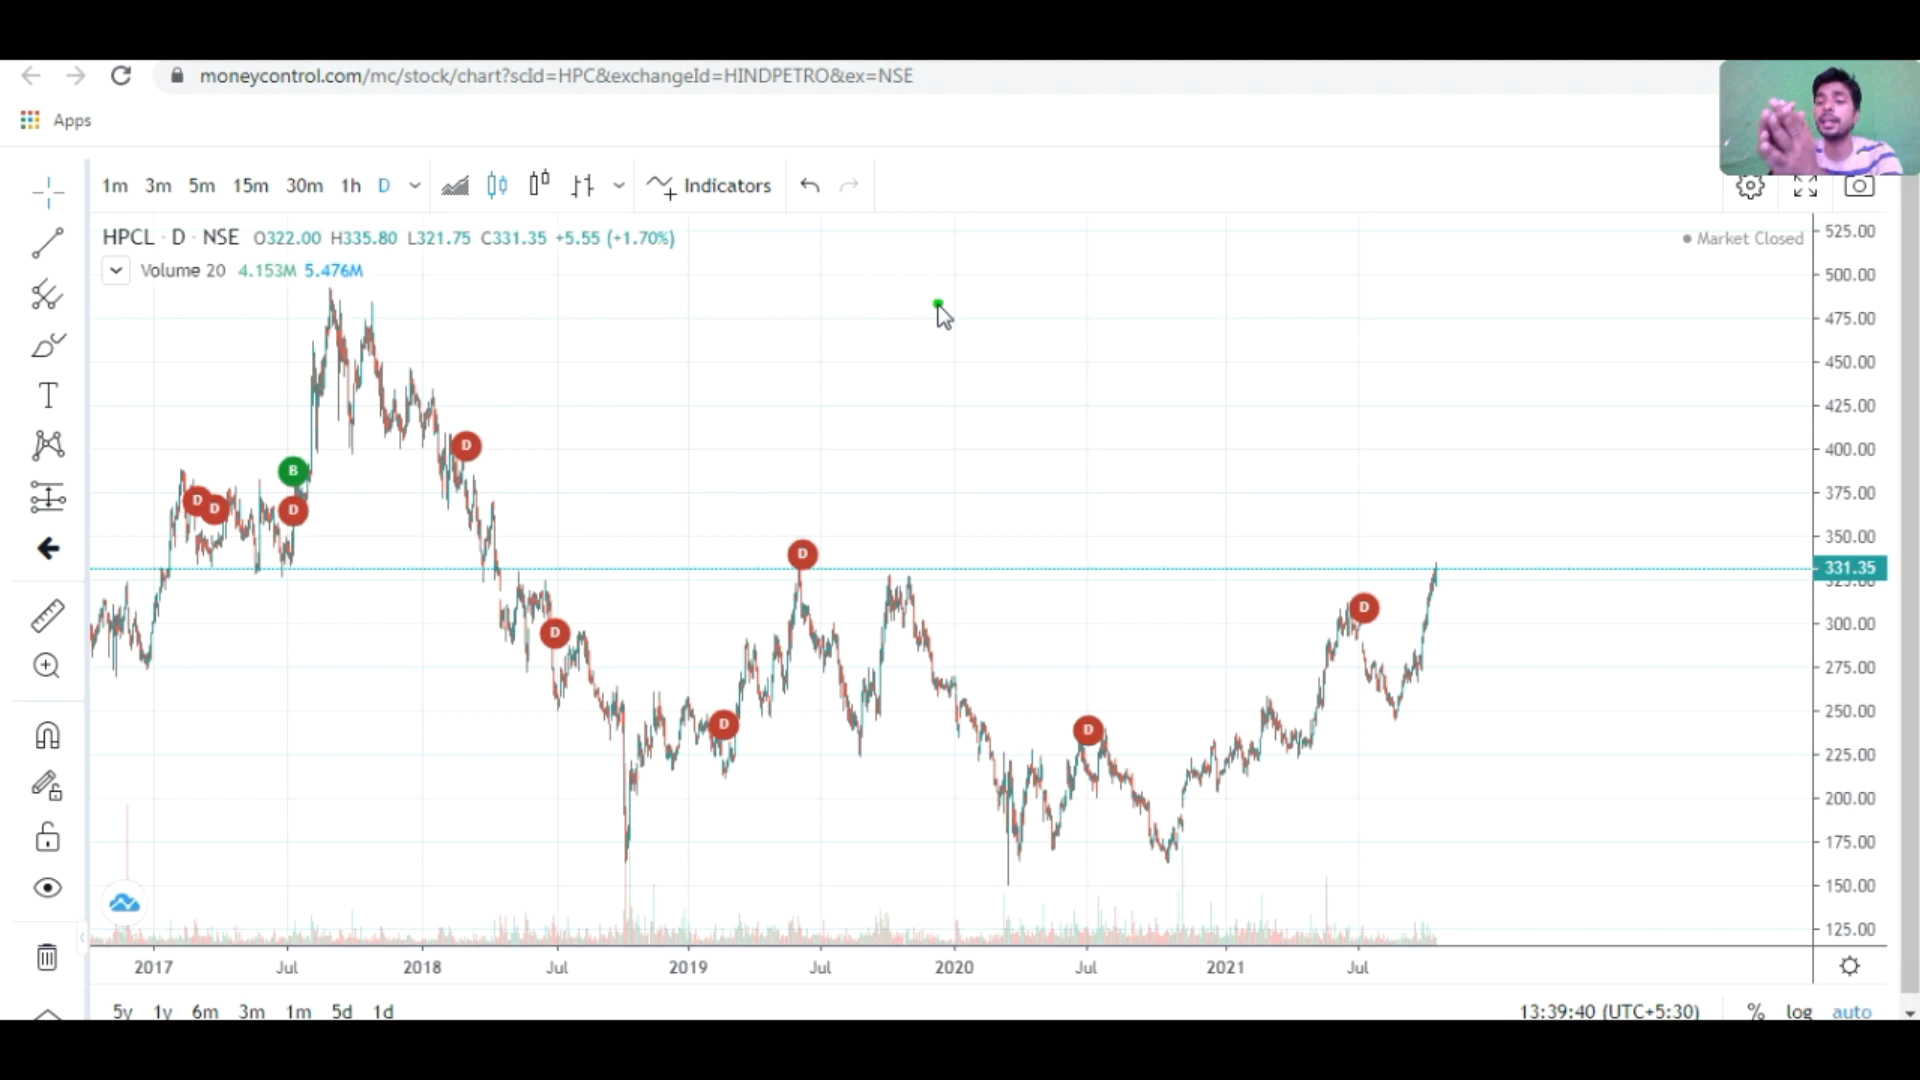 moneycontrol.com/mc/stock/chart?scId=HPC&exchangeId=HINDPETRO&ex=NSE
Apps
1m 3m 5m 15m 30m 1h D Indicators
HPCL · D · NSE O322.00 H335.80 L321.75 C331.35 +5.55 (+1.70%)
Market Closed
Volume 20 4.153M 5.476M
525.00
500.00
475.00
450.00
425.00
400.00
375.00
350.00
331.35
325.00
300.00
275.00
250.00
225.00
200.00
175.00
150.00
125.00
D
B
D
D
D
D
D
D
D
D
2017 Jul 2018 Jul 2019 Jul 2020 Jul 2021 Jul
5y 1y 6m 3m 1m 5d 1d 13:39:40 (UTC+5:30) % log auto